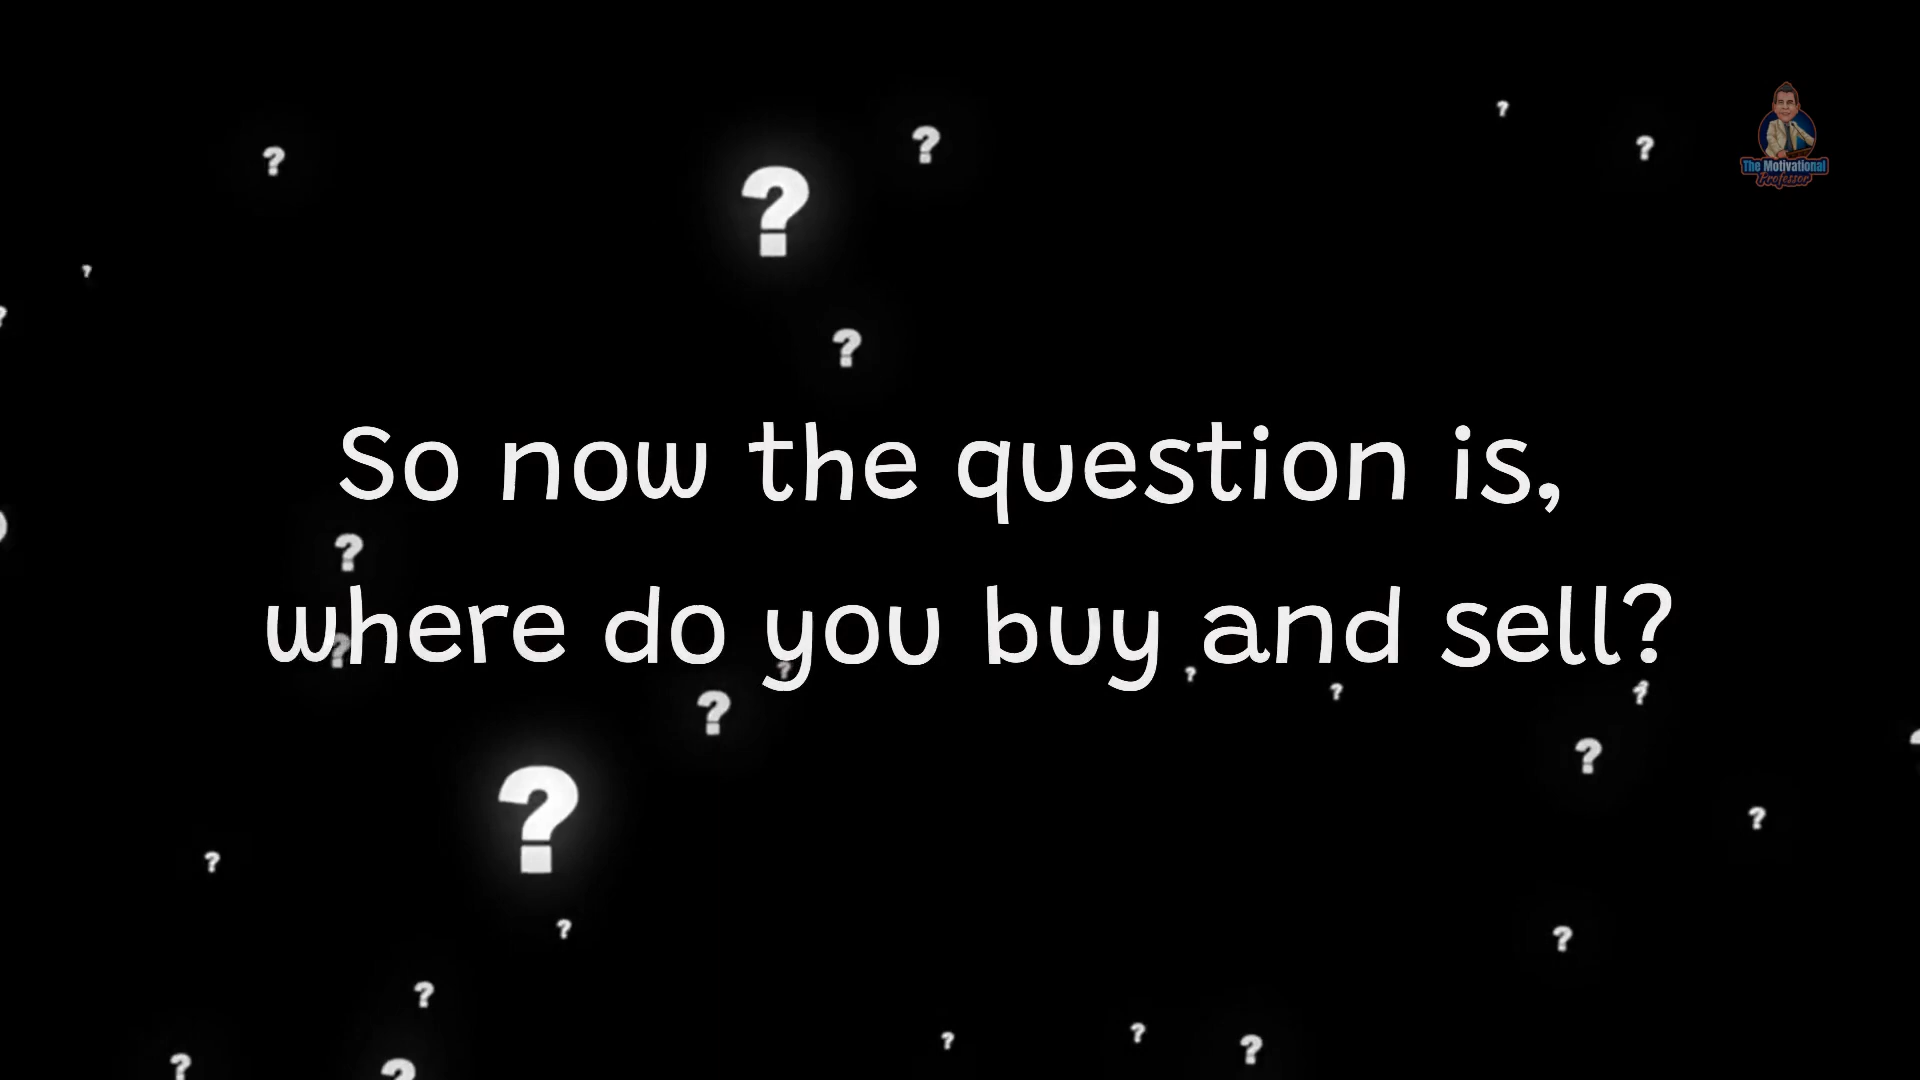 The Motivational
Professor
So now the question is,
where do you buy and sell?